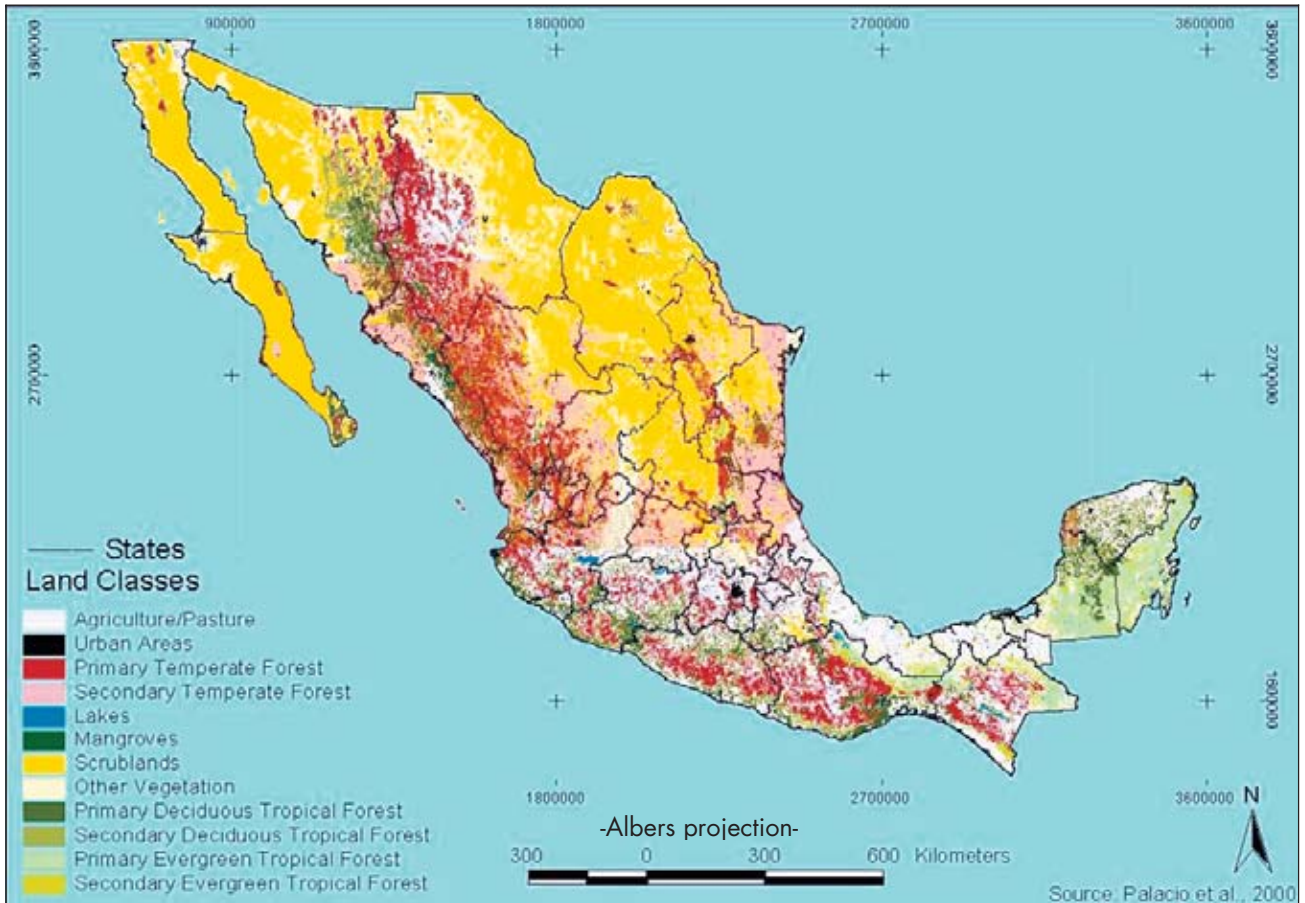 900000 1800000 2700000 3600000
3600000
3600000
2700000
2700000
1600000
States
Land Classes
Agriculture/Pasture
Urban Areas
Primary Temperate Forest
Secondary Temperate Forest
Lakes
Mangroves
Scrublands
Other Vegetation
Primary Deciduous Tropical Forest
Secondary Deciduous Tropical Forest
Primary Evergreen Tropical Forest
Secondary Evergreen Tropical Forest
1800000 2700000 3600000
N
-Albers projection-
300 0 300 600 Kilometers
Source: Palacio et al., 2000